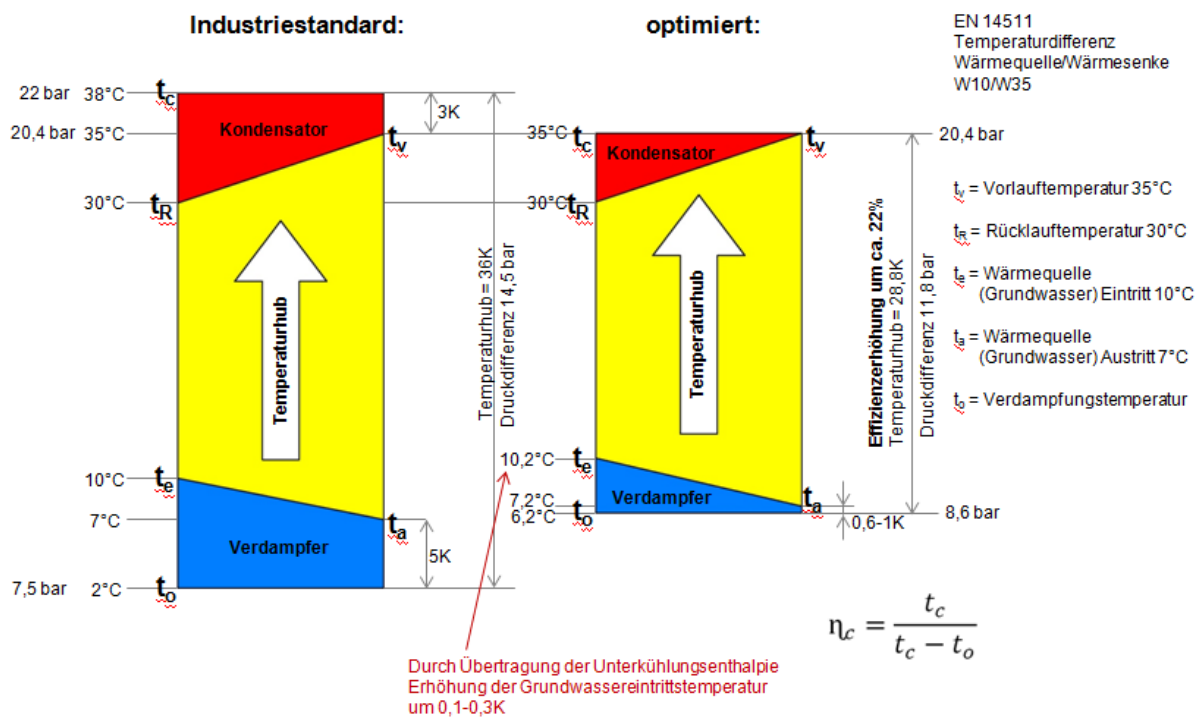 Industriestandard:
optimiert:
EN 14511
Temperaturdifferenz
Wärmequelle/Wärmesenke
W10/W35
22 bar 38°C tc
3K
20,4 bar 35°C
Kondensator
tv
30°C tR
Temperaturhub
Temperaturhub = 36K
Druckdifferenz 14,5 bar
10°C te
7°C
ta
Verdampfer
5K
7,5 bar 2°C to
35°C tc
Kondensator
tv
20,4 bar
30°C tR
Temperaturhub
Effizienzerhöhung um ca. 22%
Temperaturhub = 28,8K
Druckdifferenz 11,8 bar
10,2°C te
7,2°C
Verdampfer
ta
6,2°C to
0,6-1K
8,6 bar
tv = Vorlauftemperatur 35°C
tR = Rücklauftemperatur 30°C
te = Wärmequelle
(Grundwasser) Eintritt 10°C
ta = Wärmequelle
(Grundwasser) Austritt 7°C
to = Verdampfungstemperatur
ηc = tc / (tc − to)
Durch Übertragung der Unterkühlungsenthalpie
Erhöhung der Grundwassereintrittstemperatur
um 0,1-0,3K